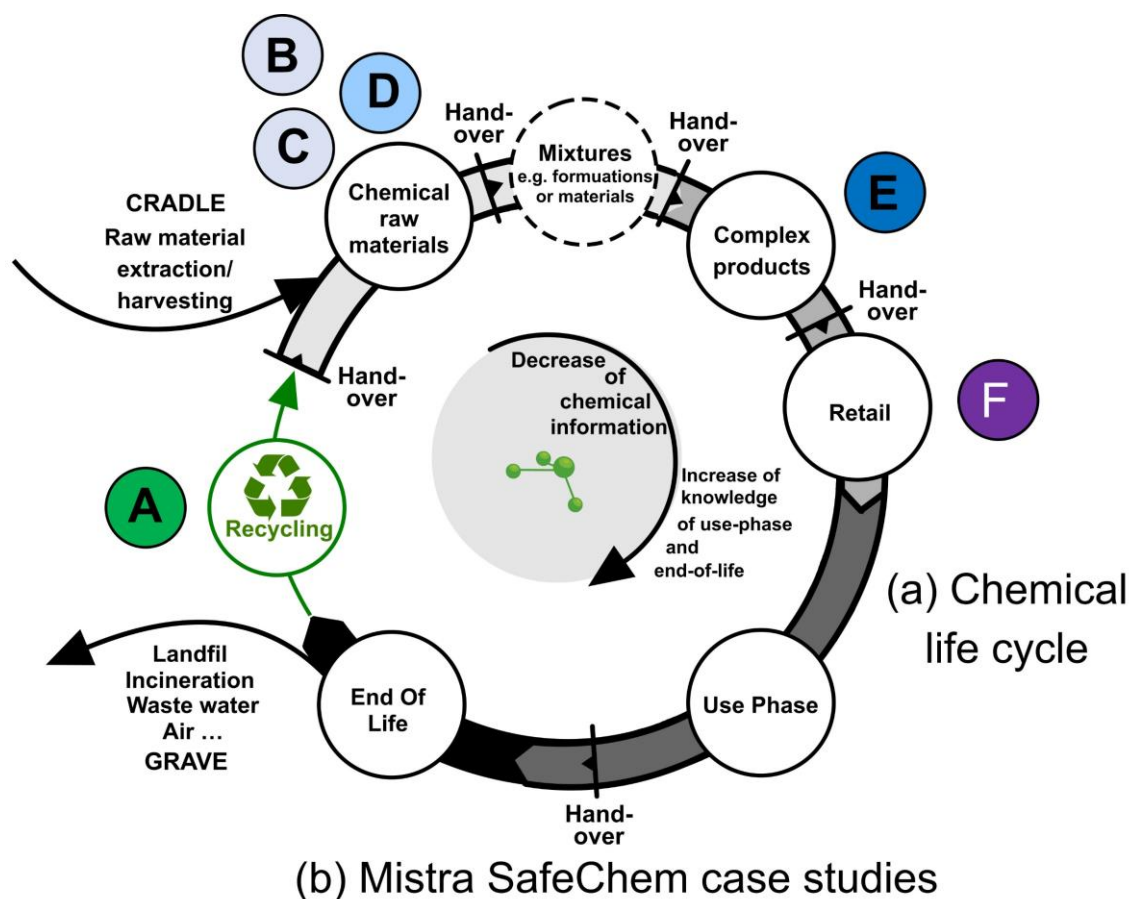 B
C
D
Hand-
over
Mixtures
e.g. formuations
or materials
Hand-
over
E
CRADLE
Raw material
extraction/
harvesting
Chemical
raw
materials
Complex
products
Hand-
over
Hand-
over
Decrease
of
chemical
information
Retail
F
A
Recycling
Increase of
knowledge
of use-phase
and
end-of-life
(a) Chemical
life cycle
Landfil
Incineration
Waste water
Air ...
GRAVE
End Of
Life
Use Phase
Hand-
over
(b) Mistra SafeChem case studies